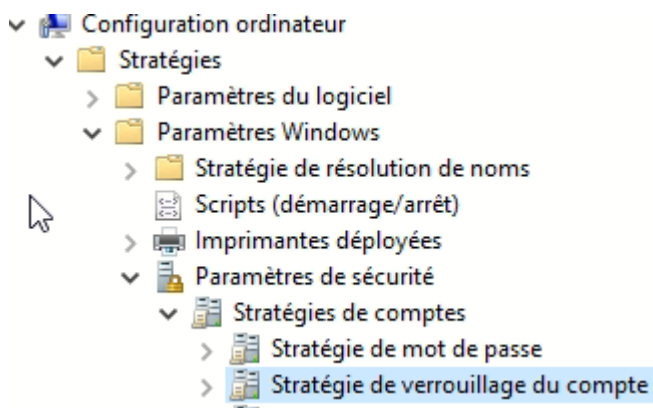 Configuration ordinateur
Stratégies
Paramètres du logiciel
Paramètres Windows
Stratégie de résolution de noms
Scripts (démarrage/arrêt)
Imprimantes déployées
Paramètres de sécurité
Stratégies de comptes
Stratégie de mot de passe
Stratégie de verrouillage du compte